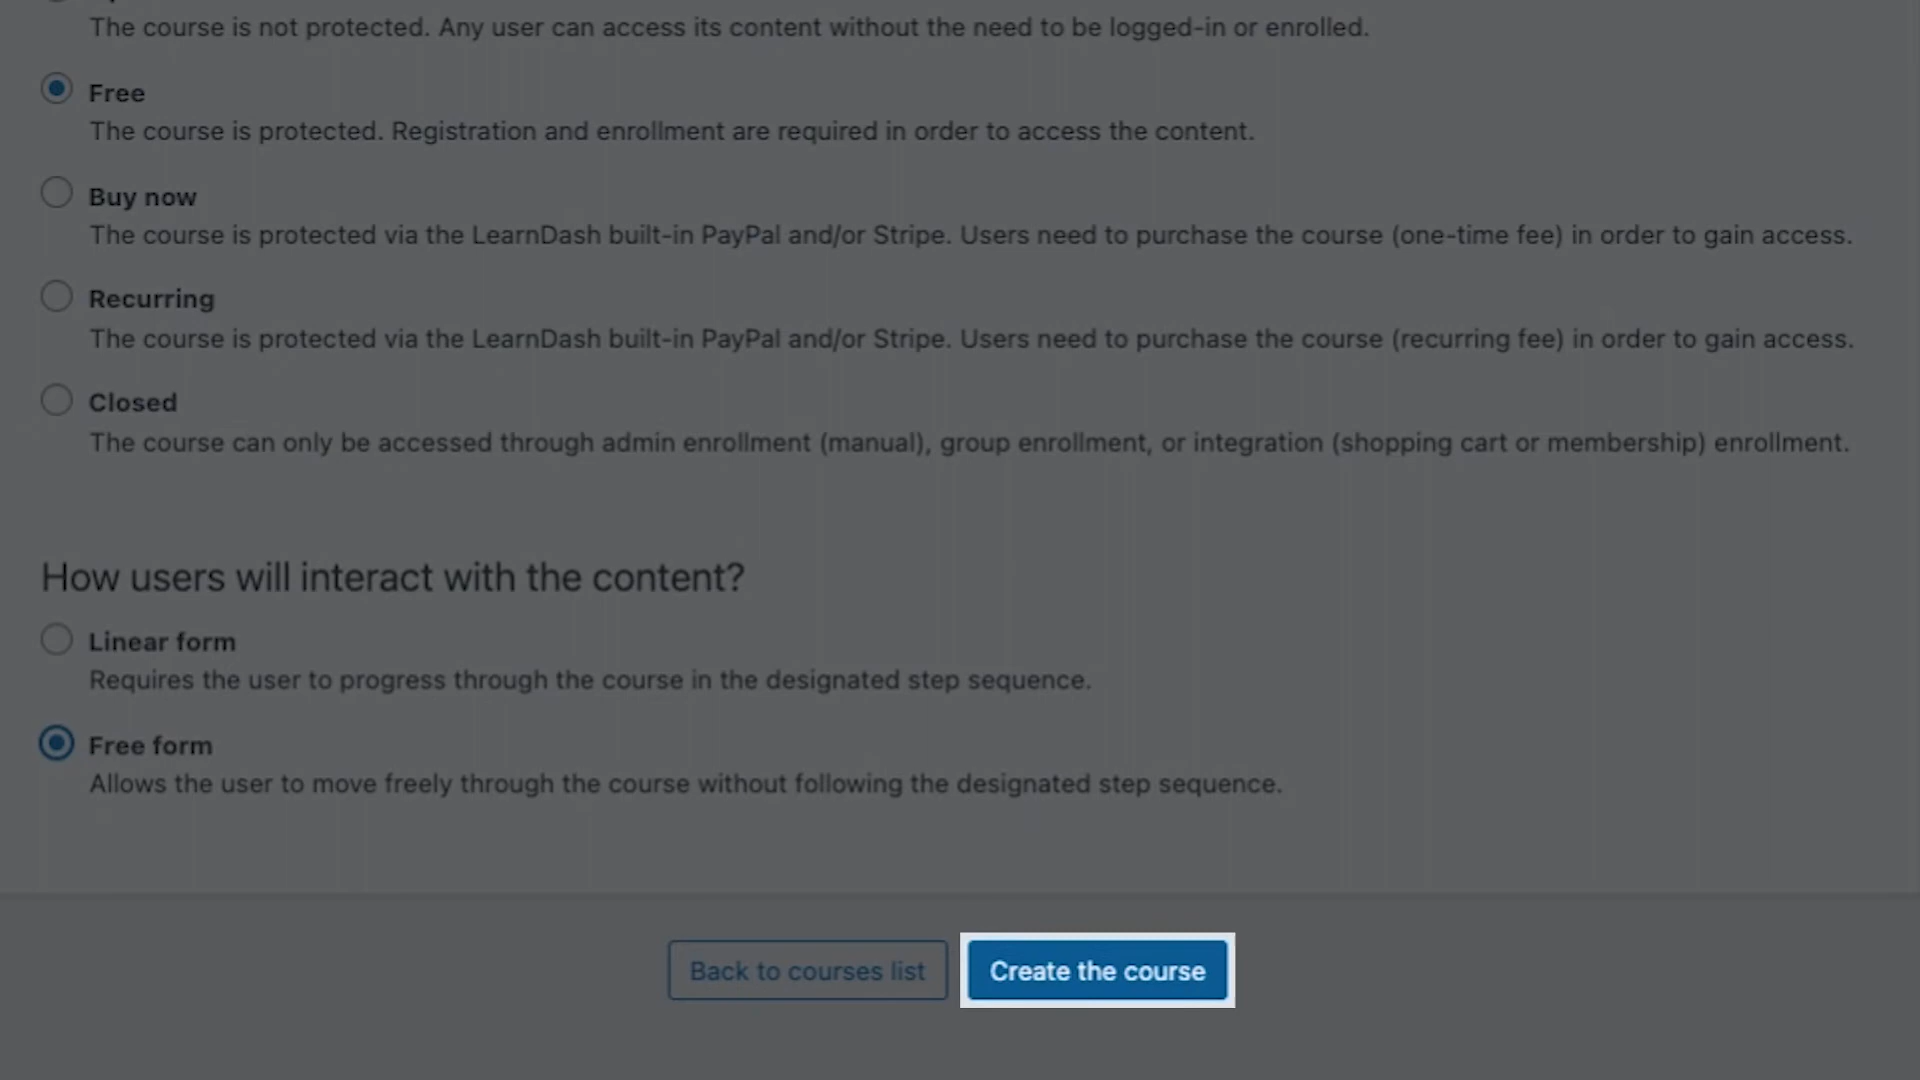 The course is not protected. Any user can access its content without the need to be logged-in or enrolled.
Free
The course is protected. Registration and enrollment are required in order to access the content.
Buy now
The course is protected via the LearnDash built-in PayPal and/or Stripe. Users need to purchase the course (one-time fee) in order to gain access.
Recurring
The course is protected via the LearnDash built-in PayPal and/or Stripe. Users need to purchase the course (recurring fee) in order to gain access.
Closed
The course can only be accessed through admin enrollment (manual), group enrollment, or integration (shopping cart or membership) enrollment.
How users will interact with the content?
Linear form
Requires the user to progress through the course in the designated step sequence.
Free form
Allows the user to move freely through the course without following the designated step sequence.
Back to courses list
Create the course